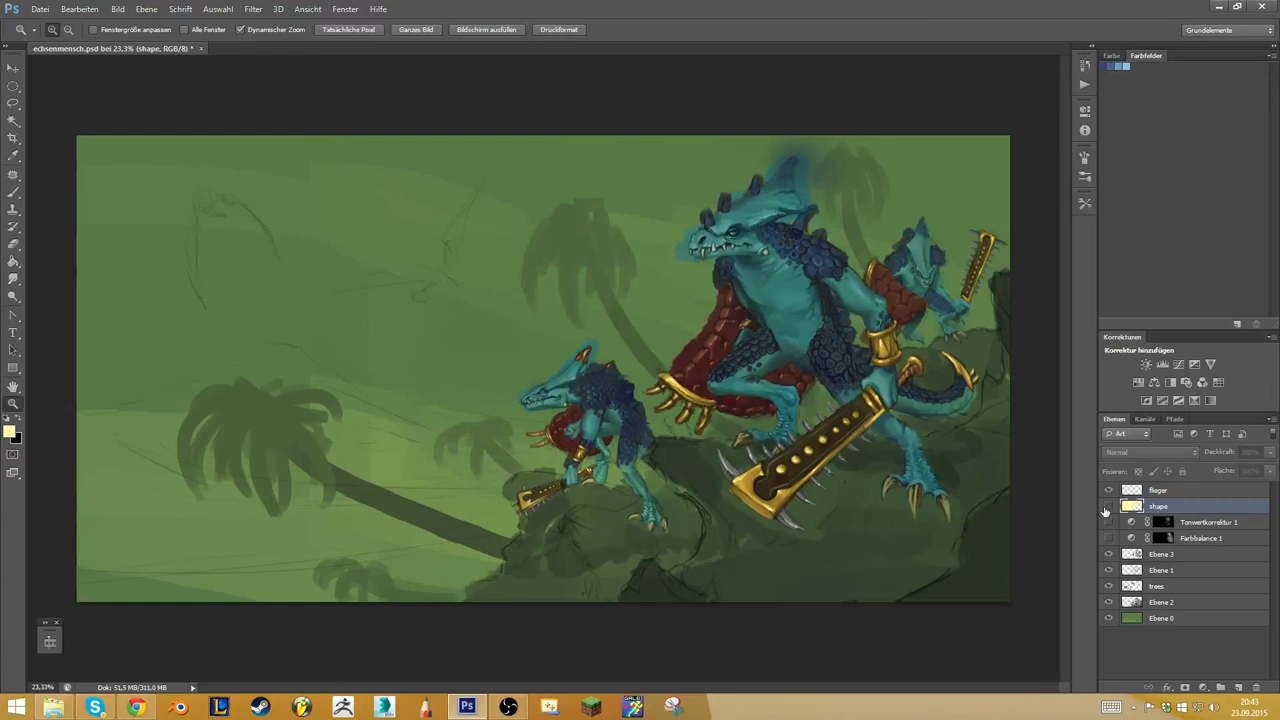 Ps Datei Bearbeiten Bild Ebene Schrift Auswahl Filter 3D Ansicht Fenster Hilfe
Fenstergröße anpassen Alle Fenster Dynamischer Zoom Tatsächliche Pixel Ganzes Bild Bildschirm ausfüllen Druckformat Grundelemente
echsenmensch.psd bei 23,3% (shape, RGB/8) * ×
Farbe Farbfelder
Korrekturen
Korrektur hinzufügen
Ebenen Kanäle Pfade
Art
Normal Deckkraft:
Fixieren: Fläche:
flieger
shape
Tonwertkorrektur 1
Farbbalance 1
Ebene 3
Ebene 1
trees
Ebene 2
Ebene 0
23,33% Dok: 51,5 MB/311,0 MB
20:43
23.09.2015